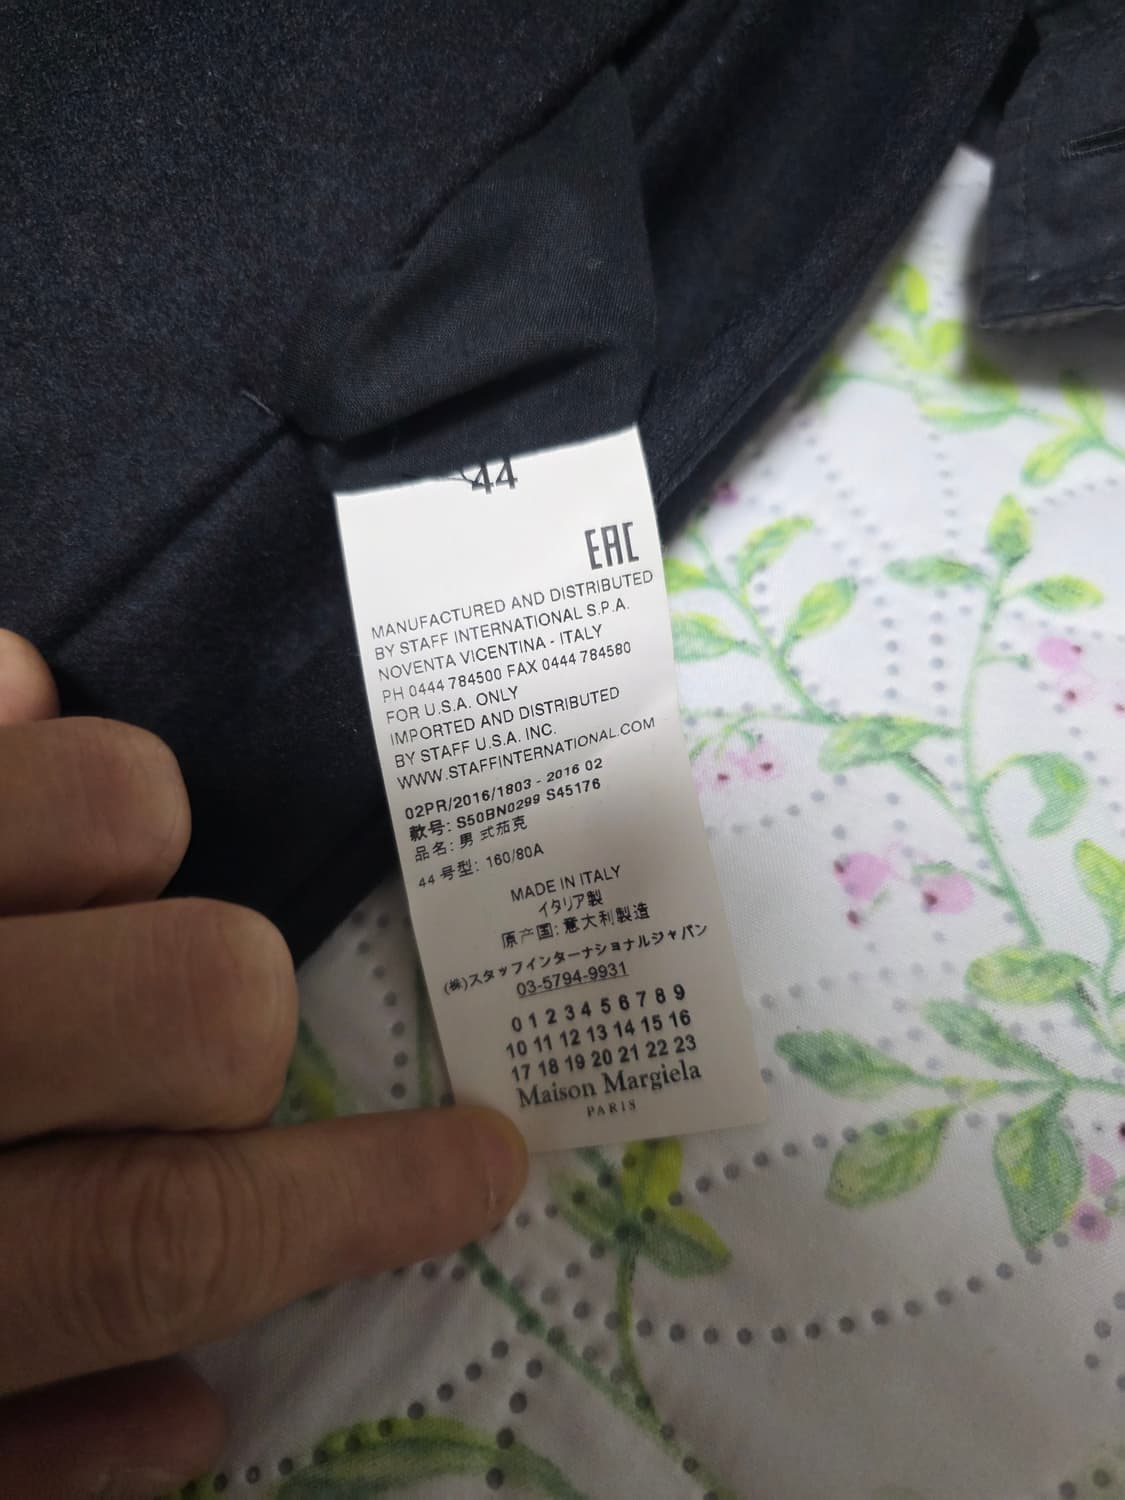 44
EAC
MANUFACTURED AND DISTRIBUTED
BY STAFF INTERNATIONAL S.P.A.
NOVENTA VICENTINA - ITALY
PH 0444 784500 FAX 0444 784580
FOR U.S.A. ONLY
IMPORTED AND DISTRIBUTED
BY STAFF U.S.A. INC.
WWW.STAFFINTERNATIONAL.COM
02PR/2016/1803 - 2016 02
款号: S50BN0299 S45176
品名: 男 式茄克
44 号型: 160/80A
MADE IN ITALY
イタリア製
原产国: 意大利製造
(株)スタッフインターナショナルジャパン
03-5794-9931
0 1 2 3 4 5 6 7 8 9
10 11 12 13 14 15 16
17 18 19 20 21 22 23
Maison Margiela
PARIS